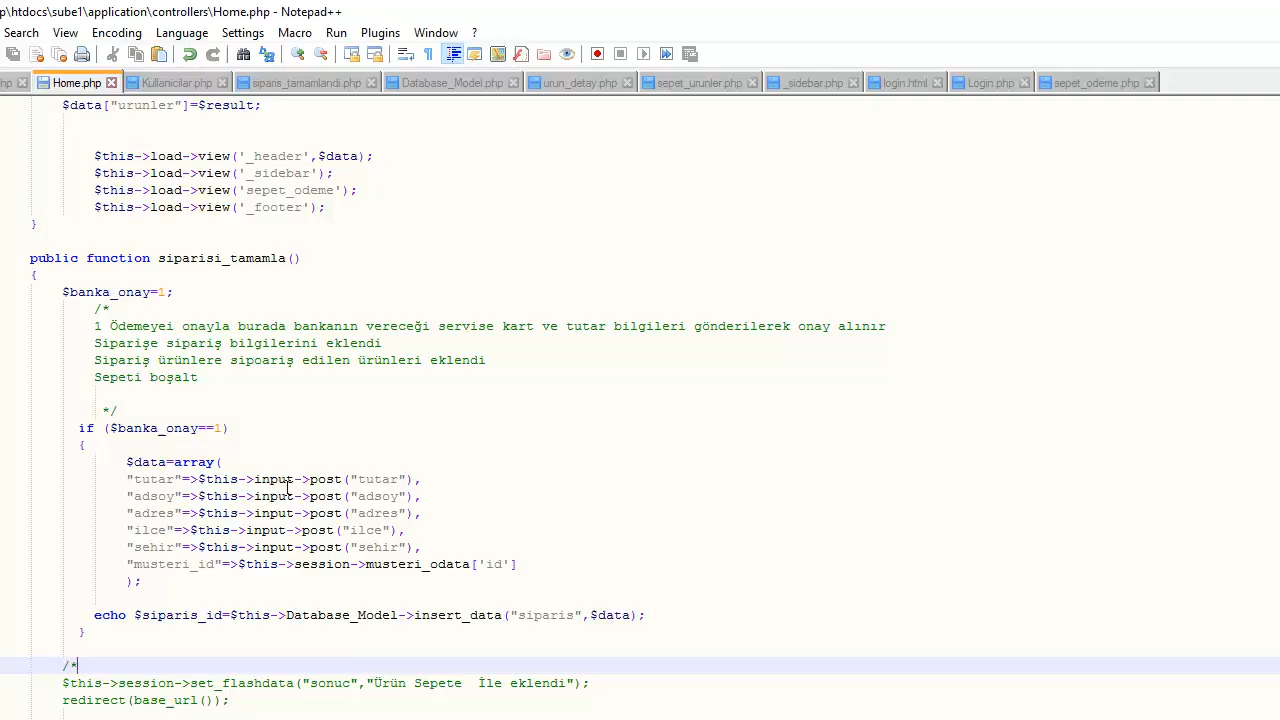 p\htdocs\sube1\application\controllers\Home.php - Notepad++
Search View Encoding Language Settings Macro Run Plugins Window ?
php Home.php Kullanicilar.php siparis_tamamlandi.php Database_Model.php urun_detay.php sepet_urunler.php _sidebar.php login.html Login.php sepet_odeme.php
$data["urunler"]=$result;
$this->load->view('_header',$data);
$this->load->view('_sidebar');
$this->load->view('sepet_odeme');
$this->load->view('_footer');
}
public function siparisi_tamamla()
{
$banka_onay=1;
/*
1 Ödemeyei onayla burada bankanın vereceği servise kart ve tutar bilgileri gönderilerek onay alınır
Siparişe sipariş bilgilerini eklendi
Sipariş ürünlere sipoariş edilen ürünleri eklendi
Sepeti boşalt
*/
if ($banka_onay==1)
{
$data=array(
"tutar"=>$this->input->post("tutar"),
"adsoy"=>$this->input->post("adsoy"),
"adres"=>$this->input->post("adres"),
"ilce"=>$this->input->post("ilce"),
"sehir"=>$this->input->post("sehir"),
"musteri_id"=>$this->session->musteri_odata['id']
);
echo $siparis_id=$this->Database_Model->insert_data("siparis",$data);
}
/*
$this->session->set_flashdata("sonuc","Ürün Sepete  İle eklendi");
redirect(base_url());